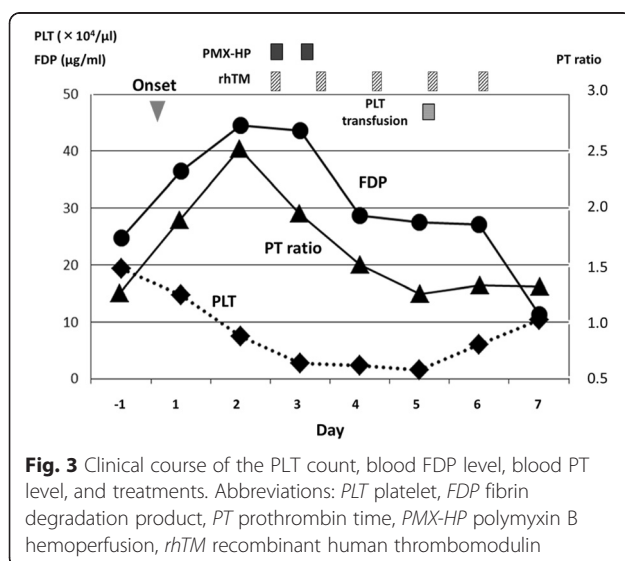 PLT ( × 10⁴/μl)
FDP (μg/ml)
PMX-HP
rhTM
PT ratio
Onset
PLT
transfusion
50
40
30
20
10
0
3.0
2.5
2.0
1.5
1.0
0.5
FDP
PT ratio
PLT
-1 1 2 3 4 5 6 7
Day
Fig. 3 Clinical course of the PLT count, blood FDP level, blood PT
level, and treatments. Abbreviations: PLT platelet, FDP fibrin
degradation product, PT prothrombin time, PMX-HP polymyxin B
hemoperfusion, rhTM recombinant human thrombomodulin